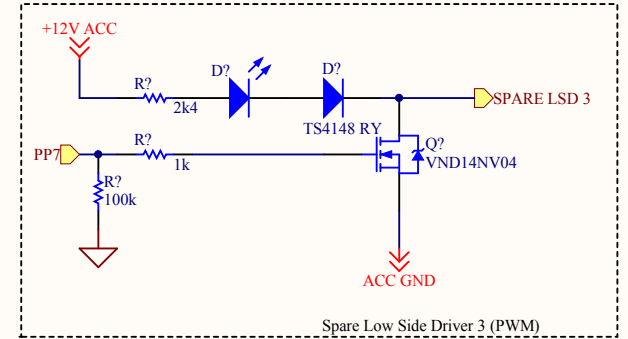 +12V ACC
D?
D?
R?
2k4
SPARE LSD 3
TS4148 RY
PP7
R?
1k
Q?
VND14NV04
R?
100k
ACC GND
Spare Low Side Driver 3 (PWM)